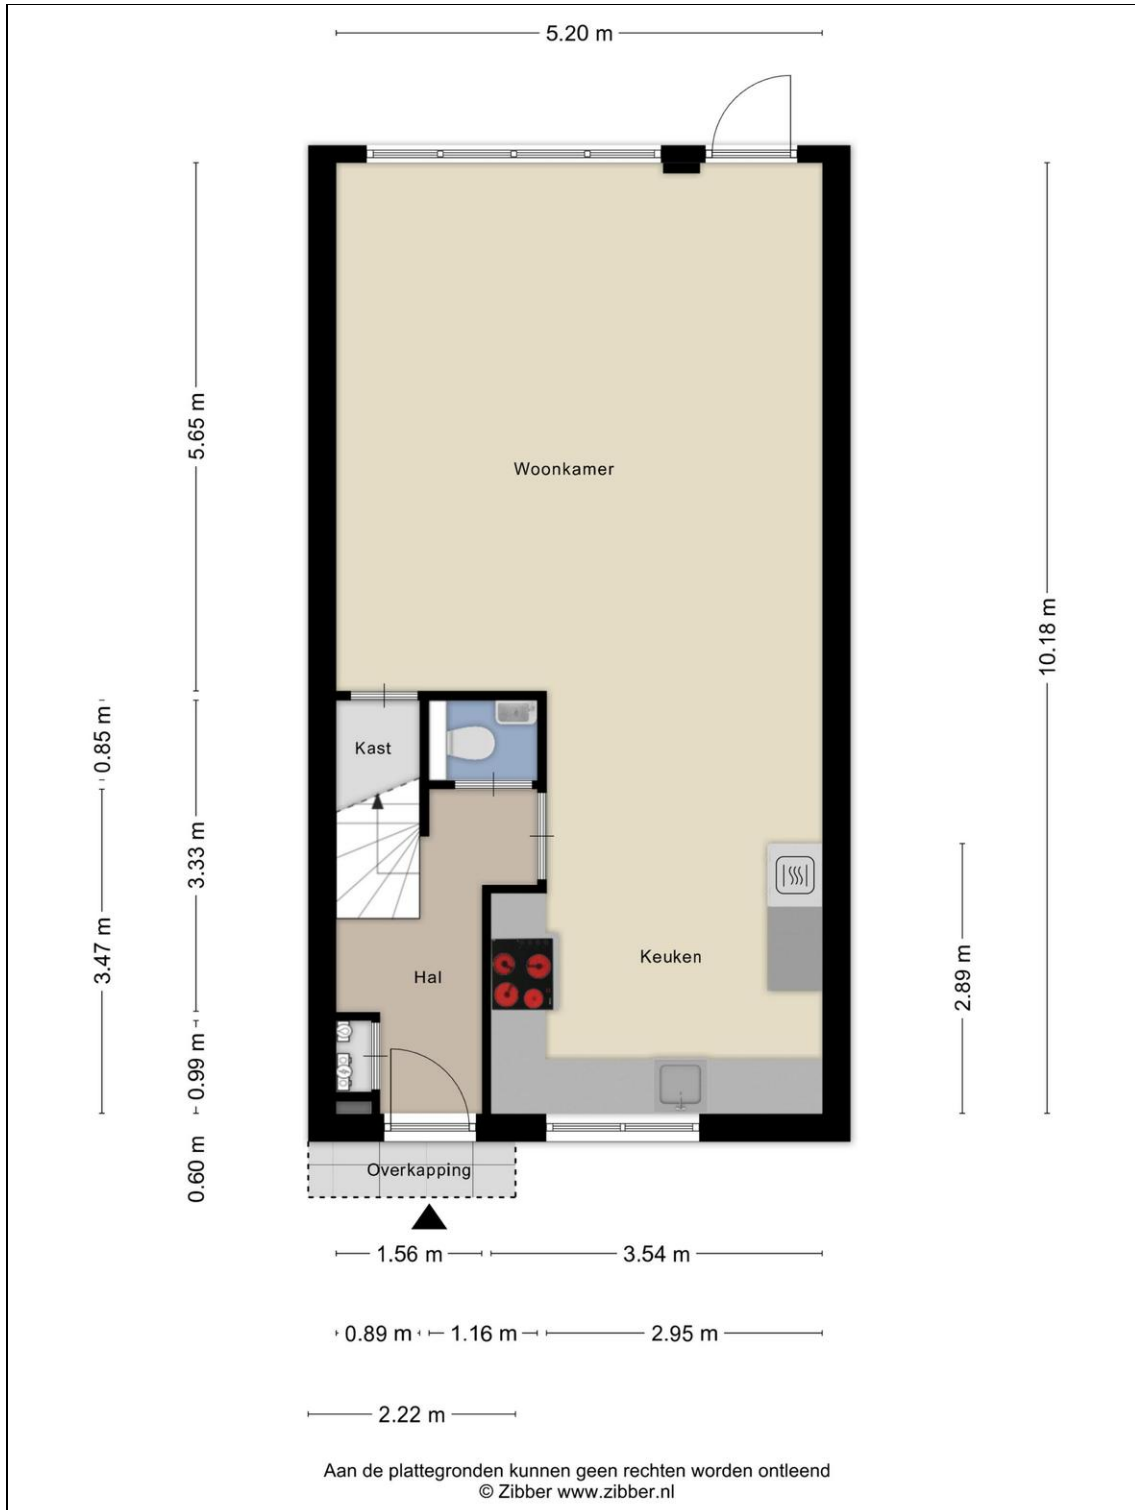 5.20 m
5.65 m
Woonkamer
10.18 m
0.85 m
Kast
3.33 m
3.47 m
Keuken
2.89 m
Hal
0.99 m
0.60 m
Overkapping
1.56 m
3.54 m
0.89 m
1.16 m
2.95 m
2.22 m
Aan de plattegronden kunnen geen rechten worden ontleend
© Zibber www.zibber.nl